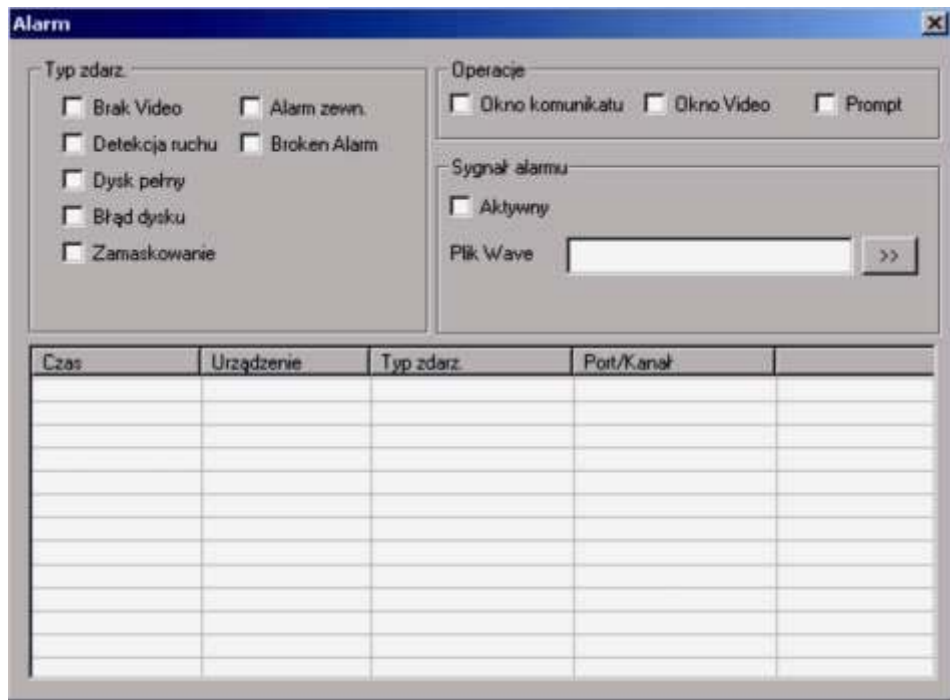 Alarm
Typ zdarz.
Brak Video
Alarm zewn.
Detekcja ruchu
Broken Alarm
Dysk pełny
Błąd dysku
Zamaskowanie
Operacje
Okno komunikatu
Okno Video
Prompt
Sygnał alarmu
Aktywny
Plik Wave
>>
Czas
Urządzenie
Typ zdarz.
Port/Kanał